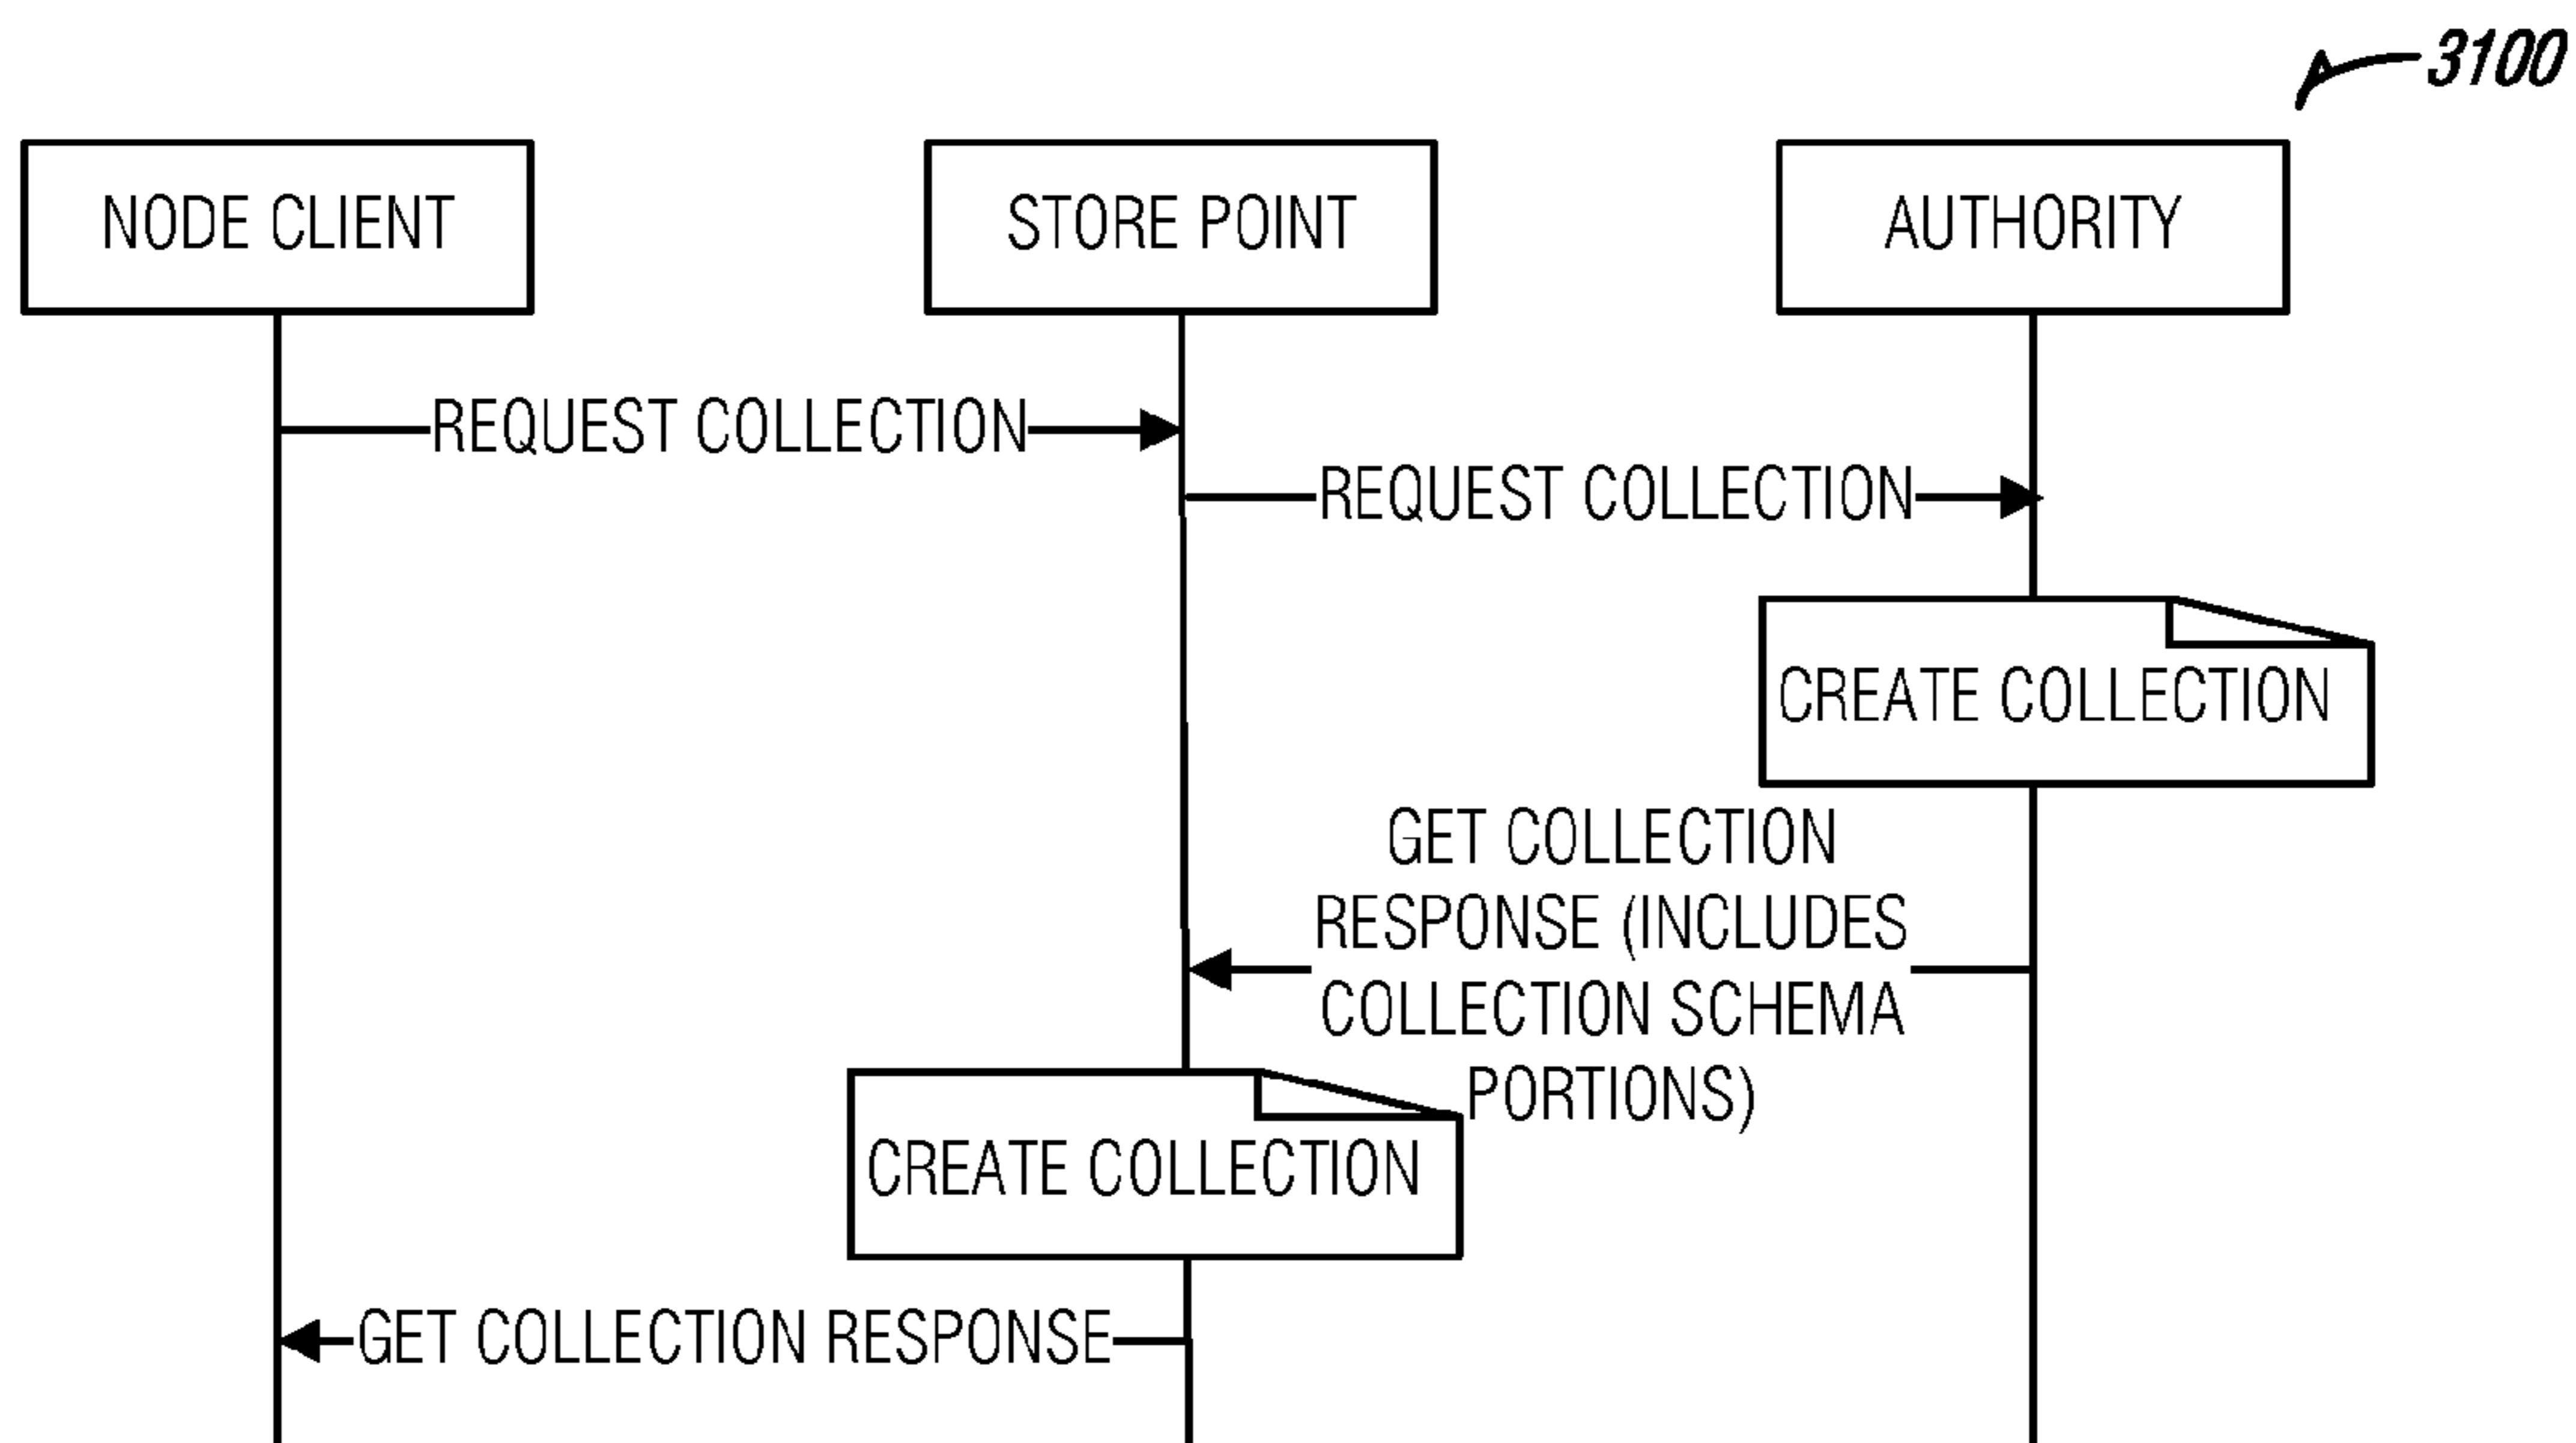 3100
NODE CLIENT
STORE POINT
AUTHORITY
REQUEST COLLECTION
REQUEST COLLECTION
CREATE COLLECTION
GET COLLECTION
RESPONSE (INCLUDES
COLLECTION SCHEMA
PORTIONS)
CREATE COLLECTION
GET COLLECTION RESPONSE